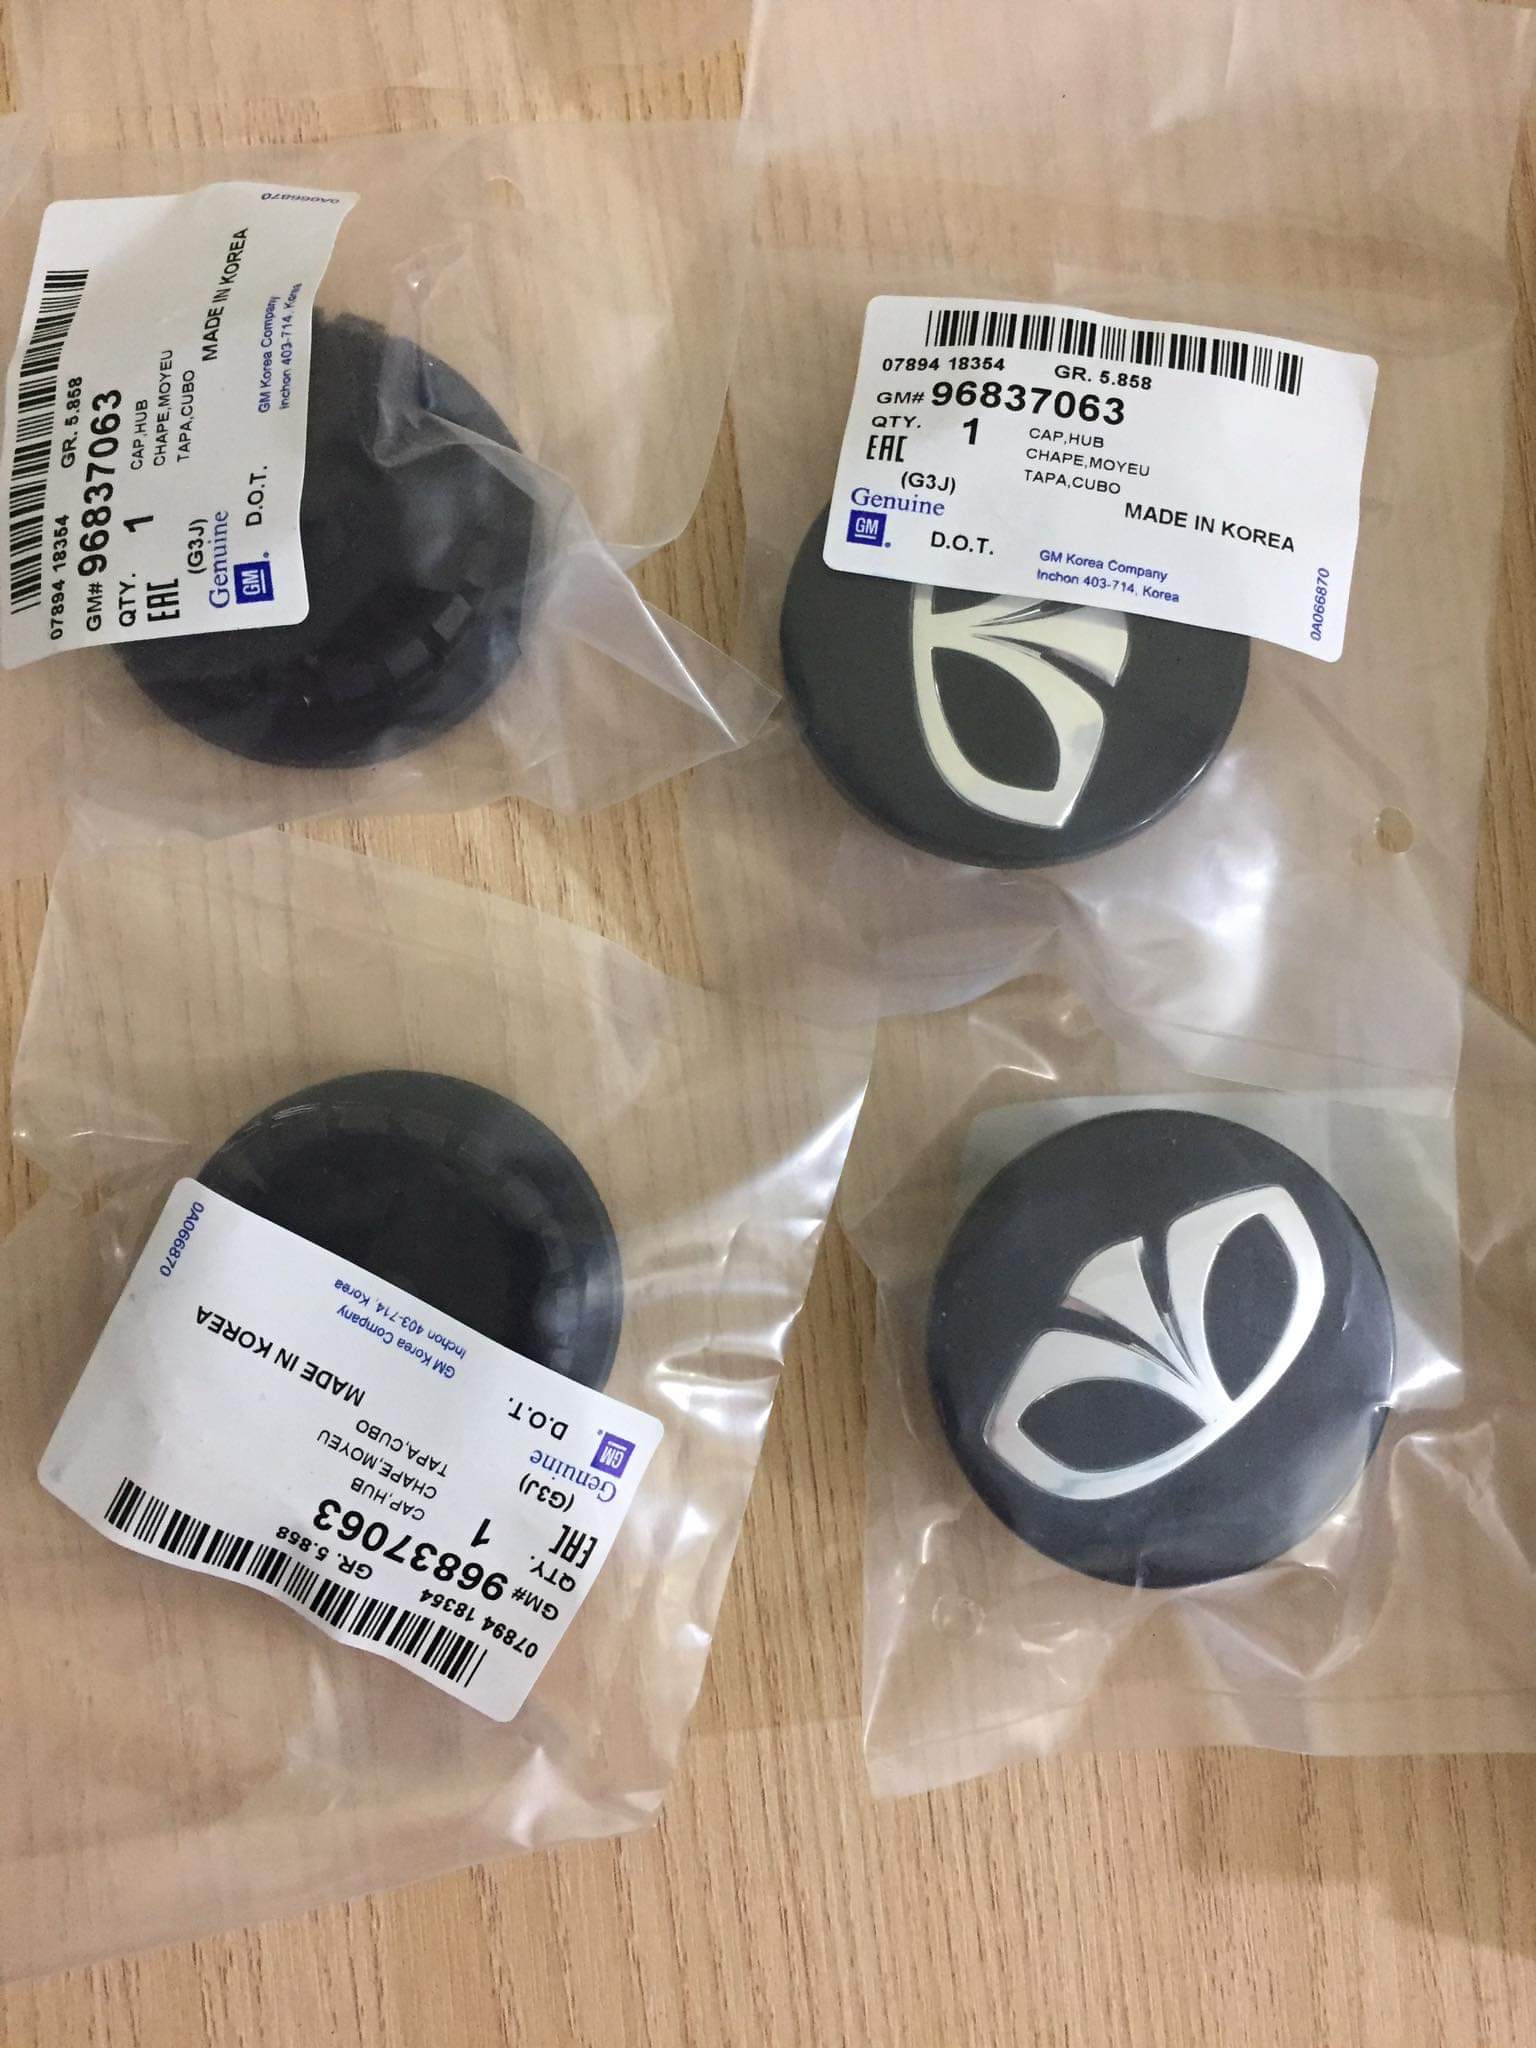 0A066870
07894 18354 GR. 5.858
GM# 96837063
QTY. 1 CAP,HUB
EAC CHAPE,MOYEU
TAPA,CUBO
(G3J) MADE IN KOREA
Genuine
GM D.O.T.
GM Korea Company
Inchon 403-714, Korea
07894 18354 GR. 5.858
GM# 96837063
QTY. 1 CAP,HUB
EAC CHAPE,MOYEU
(G3J) TAPA,CUBO
Genuine MADE IN KOREA
GM D.O.T.
GM Korea Company
Inchon 403-714, Korea
0A066870
07894 18354 GR. 5.858
GM# 96837063
QTY. 1 CAP,HUB
EAC CHAPE,MOYEU
(G3J) TAPA,CUBO
Genuine MADE IN KOREA
GM D.O.T.
GM Korea Company
Inchon 403-714, Korea
0A066870